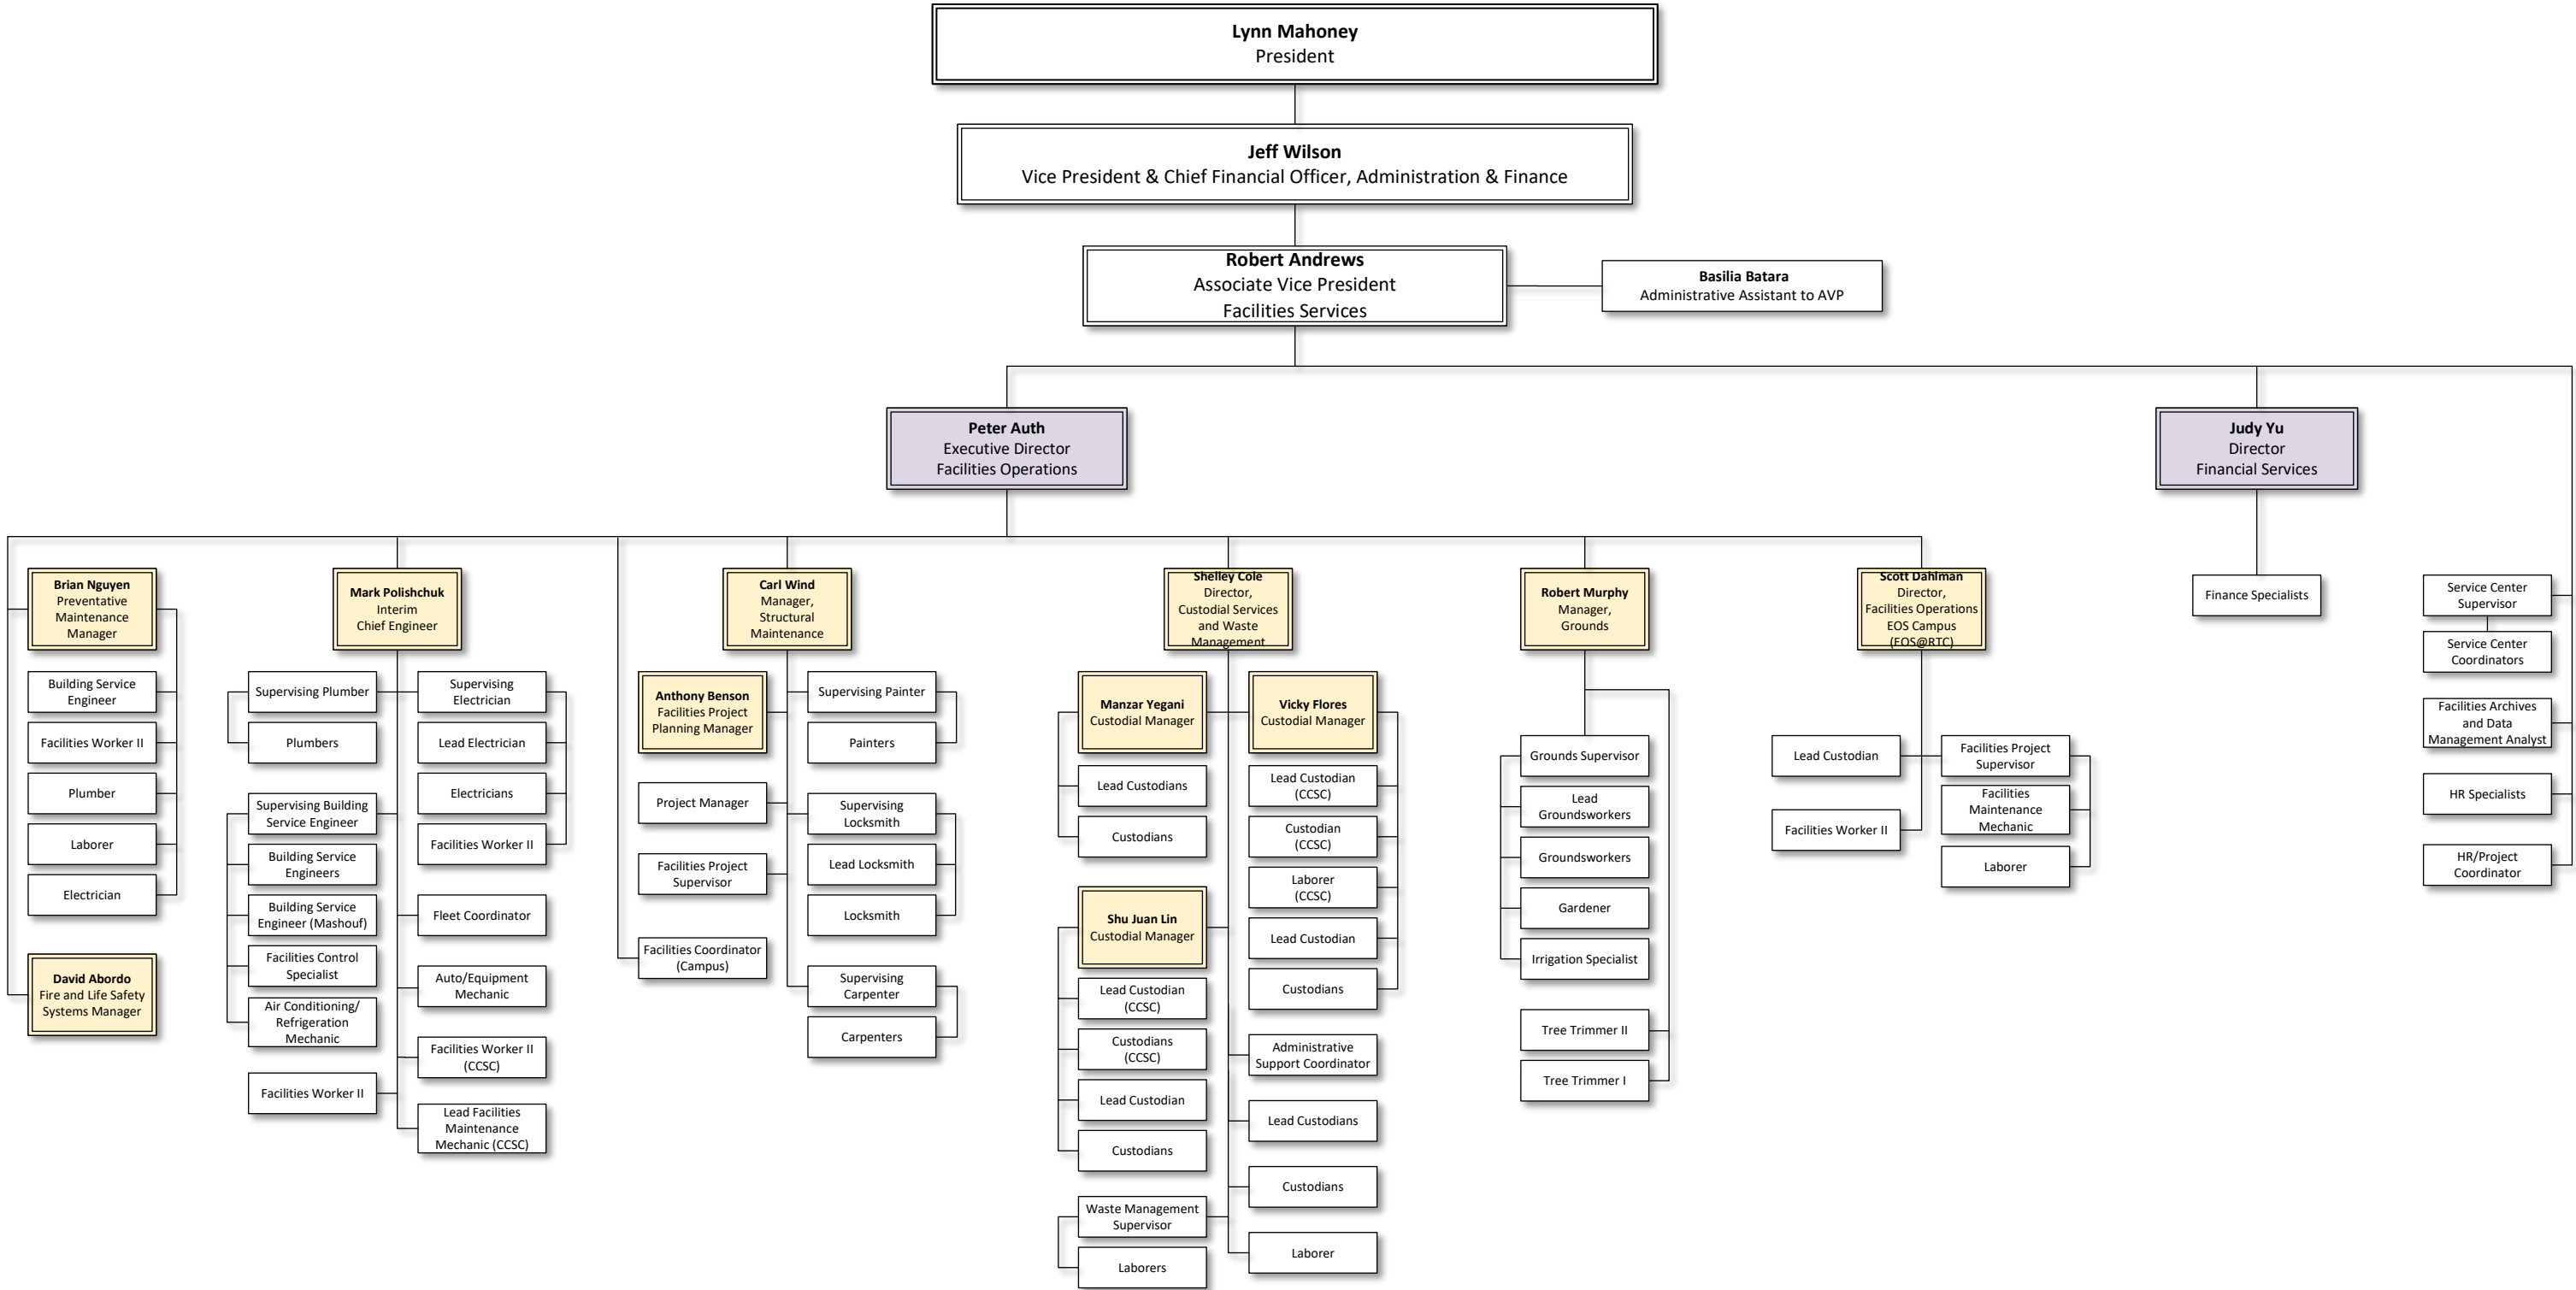 Lynn Mahoney
President
Jeff Wilson
Vice President & Chief Financial Officer, Administration & Finance
Robert Andrews
Associate Vice President
Facilities Services
Basilia Batara
Administrative Assistant to AVP
Peter Auth
Executive Director
Facilities Operations
Judy Yu
Director
Financial Services
Brian Nguyen
Preventative
Maintenance
Manager
Building Service
Engineer
Facilities Worker II
Plumber
Laborer
Electrician
David Abordo
Fire and Life Safety
Systems Manager
Mark Polishchuk
Interim
Chief Engineer
Supervising Plumber
Plumbers
Supervising Building
Service Engineer
Building Service
Engineers
Building Service
Engineer (Mashouf)
Facilities Control
Specialist
Air Conditioning/
Refrigeration
Mechanic
Facilities Worker II
Supervising
Electrician
Lead Electrician
Electricians
Facilities Worker II
Fleet Coordinator
Auto/Equipment
Mechanic
Facilities Worker II
(CCSC)
Lead Facilities
Maintenance
Mechanic (CCSC)
Carl Wind
Manager,
Structural
Maintenance
Anthony Benson
Facilities Project
Planning Manager
Project Manager
Facilities Project
Supervisor
Facilities Coordinator
(Campus)
Supervising Painter
Painters
Supervising
Locksmith
Lead Locksmith
Locksmith
Supervising
Carpenter
Carpenters
Shelley Cole
Director,
Custodial Services
and Waste
Management
Manzar Yegani
Custodial Manager
Lead Custodians
Custodians
Shu Juan Lin
Custodial Manager
Lead Custodian
(CCSC)
Custodians
(CCSC)
Lead Custodian
Custodians
Waste Management
Supervisor
Laborers
Vicky Flores
Custodial Manager
Lead Custodian
(CCSC)
Custodian
(CCSC)
Laborer
(CCSC)
Lead Custodian
Custodians
Administrative
Support Coordinator
Lead Custodians
Custodians
Laborer
Robert Murphy
Manager,
Grounds
Grounds Supervisor
Lead
Groundsworkers
Groundsworkers
Gardener
Irrigation Specialist
Tree Trimmer II
Tree Trimmer I
Scott Dahlman
Director,
Facilities Operations
EOS Campus
(EOS@RTC)
Lead Custodian
Facilities Worker II
Facilities Project
Supervisor
Facilities
Maintenance
Mechanic
Laborer
Finance Specialists
Service Center
Supervisor
Service Center
Coordinators
Facilities Archives
and Data
Management Analyst
HR Specialists
HR/Project
Coordinator